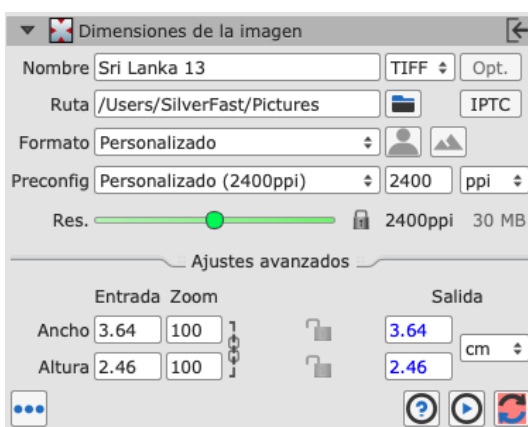 Dimensiones de la imagen
Nombre Sri Lanka 13 TIFF Opt.
Ruta /Users/SilverFast/Pictures IPTC
Formato Personalizado
Preconfig Personalizado (2400ppi) 2400 ppi
Res. 2400ppi 30 MB
Ajustes avanzados
Entrada Zoom Salida
Ancho 3.64 100 3.64
cm
Altura 2.46 100 2.46
?